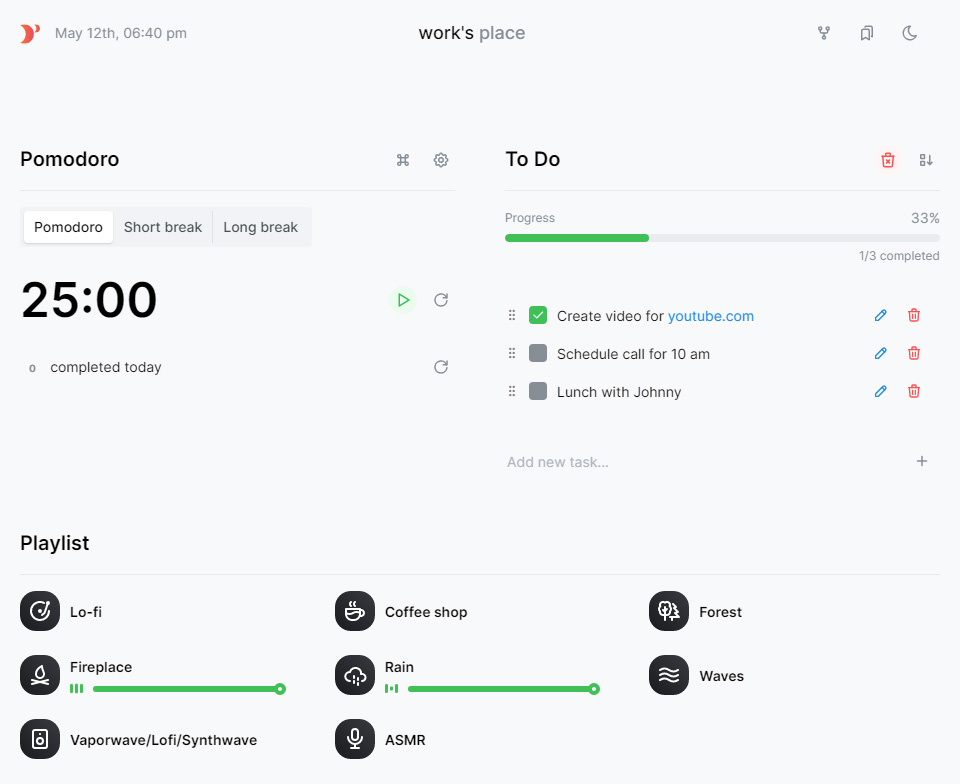 May 12th, 06:40 pm
work's place
Pomodoro
Pomodoro Short break Long break
25:00
0 completed today
To Do
Progress 33%
1/3 completed
Create video for youtube.com
Schedule call for 10 am
Lunch with Johnny
Add new task...
Playlist
Lo-fi
Coffee shop
Forest
Fireplace
Rain
Waves
Vaporwave/Lofi/Synthwave
ASMR